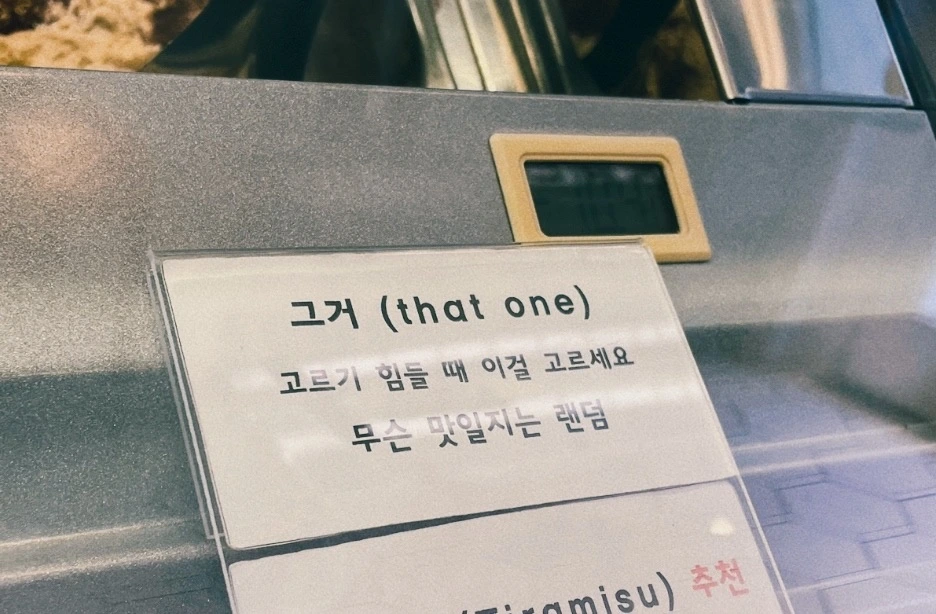 그거 (that one)
고르기 힘들 때 이걸 고르세요
무슨 맛일지는 랜덤
(Tiramisu) 추천